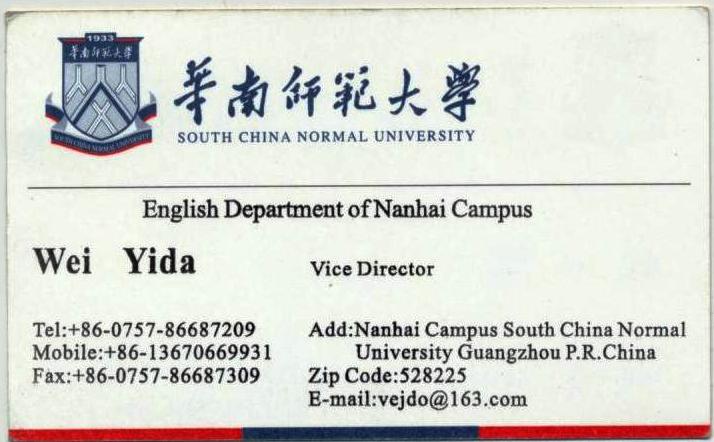 1933
華南師範大學
SOUTH CHINA NORMAL UNIVERSITY
華南師範大學
SOUTH CHINA NORMAL UNIVERSITY
English Department of Nanhai Campus
Wei Yida
Vice Director
Tel:+86-0757-86687209
Mobile:+86-13670669931
Fax:+86-0757-86687309
Add:Nanhai Campus South China Normal
University Guangzhou P.R.China
Zip Code:528225
E-mail:vejdo@163.com